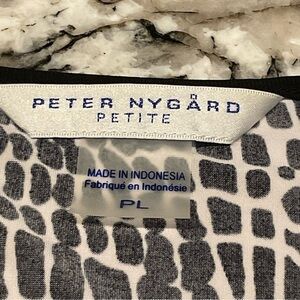 PETER NYGÅRD
PETITE
MADE IN INDONESIA
Fabriqué en Indonésie
PL